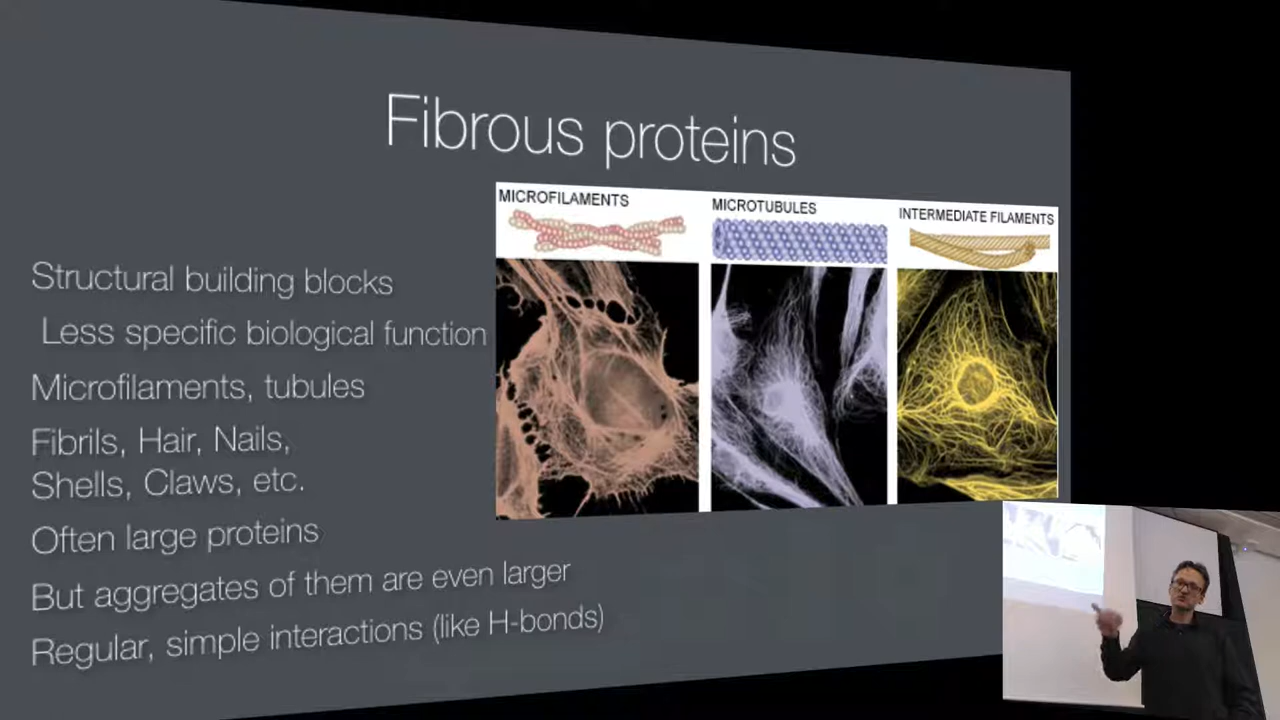 Fibrous proteins
MICROFILAMENTS
MICROTUBULES
INTERMEDIATE FILAMENTS
Structural building blocks
Less specific biological function
Microfilaments, tubules
Fibrils, Hair, Nails,
Shells, Claws, etc.
Often large proteins
But aggregates of them are even larger
Regular, simple interactions (like H-bonds)